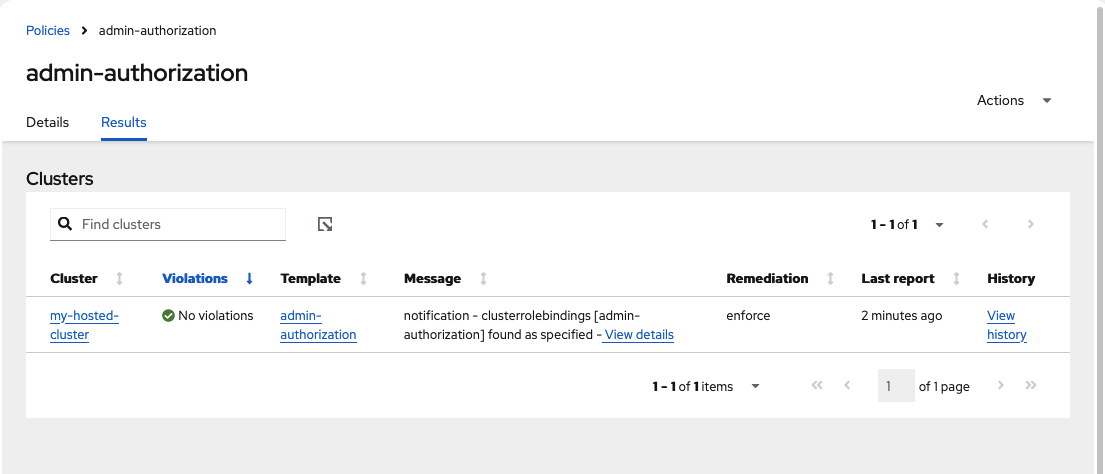 Policies > admin-authorization
admin-authorization
Actions
Details Results
Clusters
Find clusters 1 - 1 of 1
Cluster Violations Template Message Remediation Last report History
my-hosted- No violations admin- notification - clusterrolebindings [admin- enforce 2 minutes ago View
cluster authorization authorization] found as specified - View details history
1 - 1 of 1 items 1 of 1 page